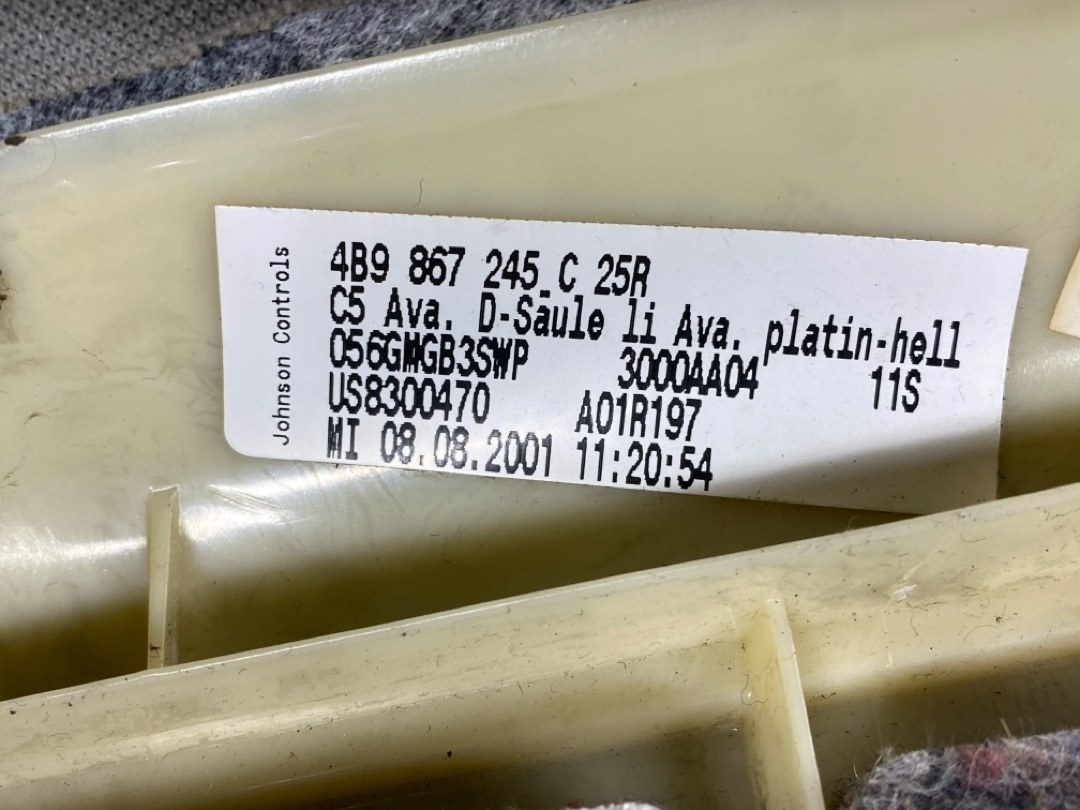 Johnson Controls
4B9 867 245 C 25R
C5 Ava. D-Saule li Ava. platin-hell
056GMGB3SWP 3000AA04 11S
US8300470 A01R197
MI 08.08.2001 11:20:54